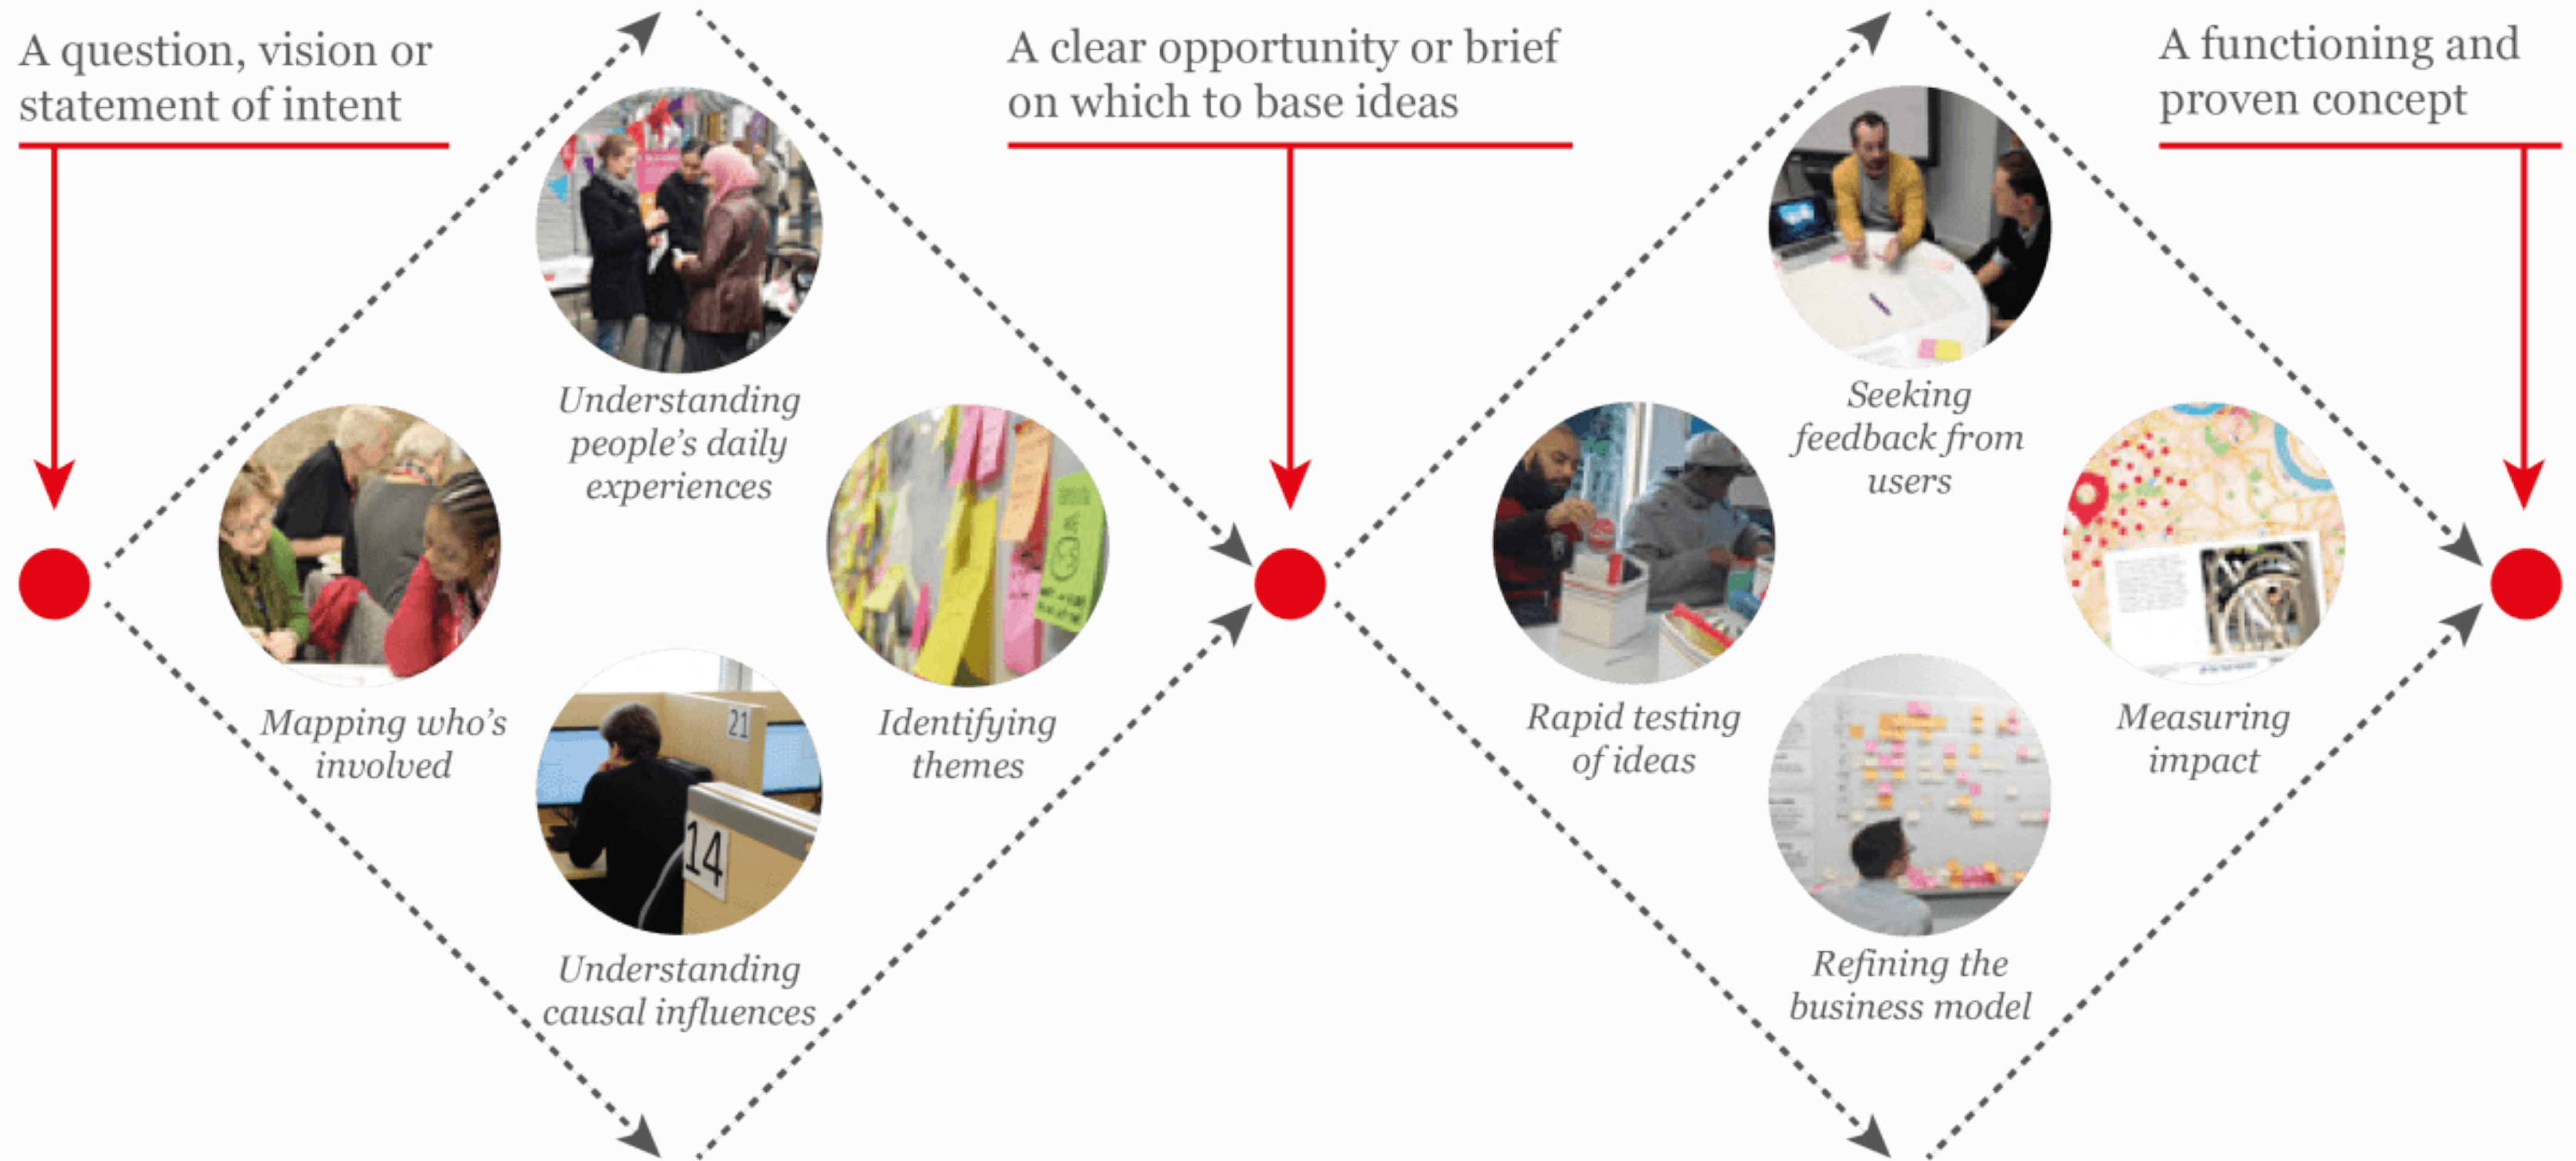 A question, vision or
statement of intent
A clear opportunity or brief
on which to base ideas
A functioning and
proven concept
Understanding
people's daily
experiences
Seeking
feedback from
users
Mapping who's
involved
21
14
Identifying
themes
Rapid testing
of ideas
Measuring
impact
Understanding
causal influences
Refining the
business model